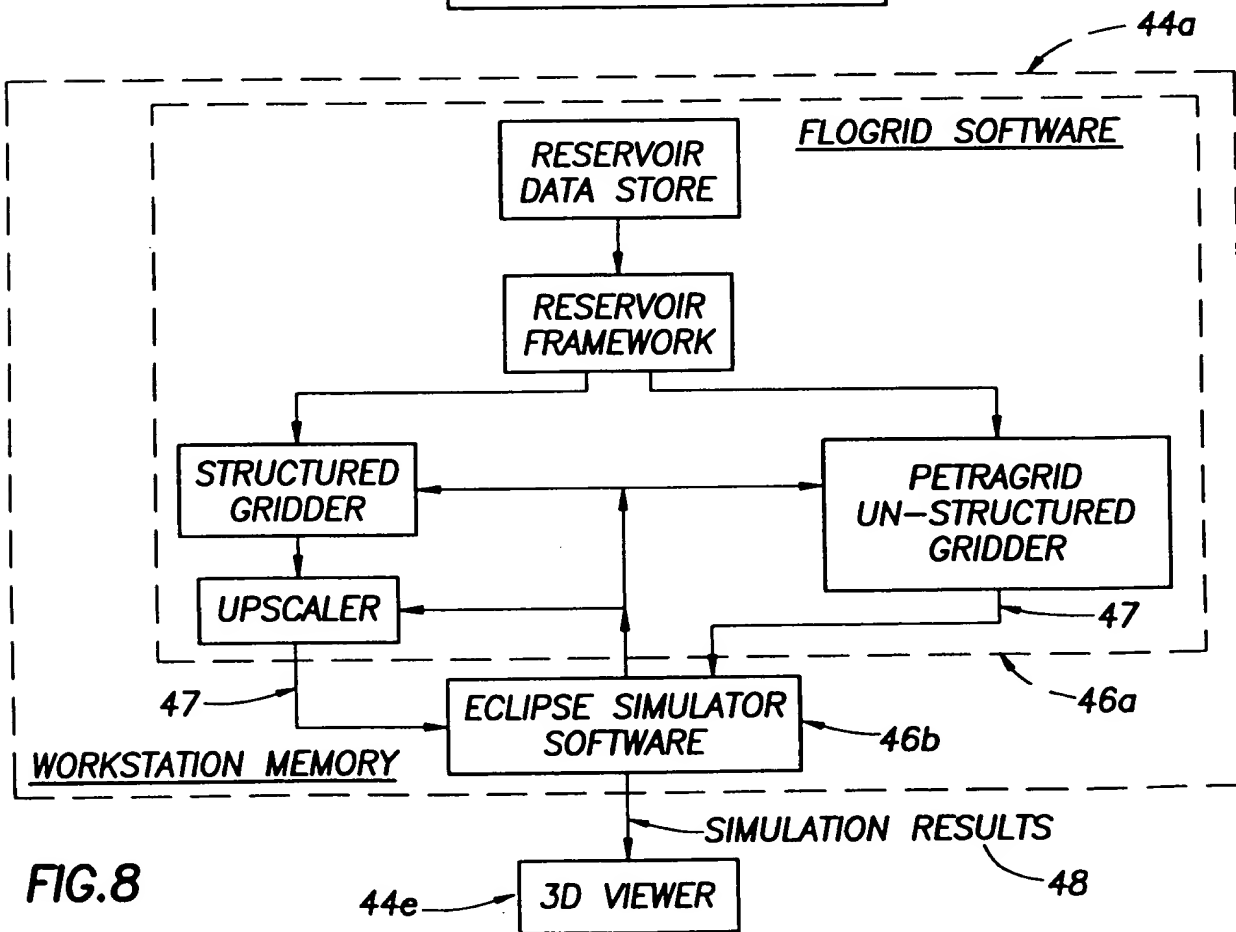 44a
FLOGRID SOFTWARE
RESERVOIR
DATA STORE
RESERVOIR
FRAMEWORK
STRUCTURED
GRIDDER
PETRAGRID
UN-STRUCTURED
GRIDDER
UPSCALER
47
47
46a
ECLIPSE SIMULATOR
SOFTWARE
46b
WORKSTATION MEMORY
SIMULATION RESULTS
48
FIG.8
44e
3D VIEWER